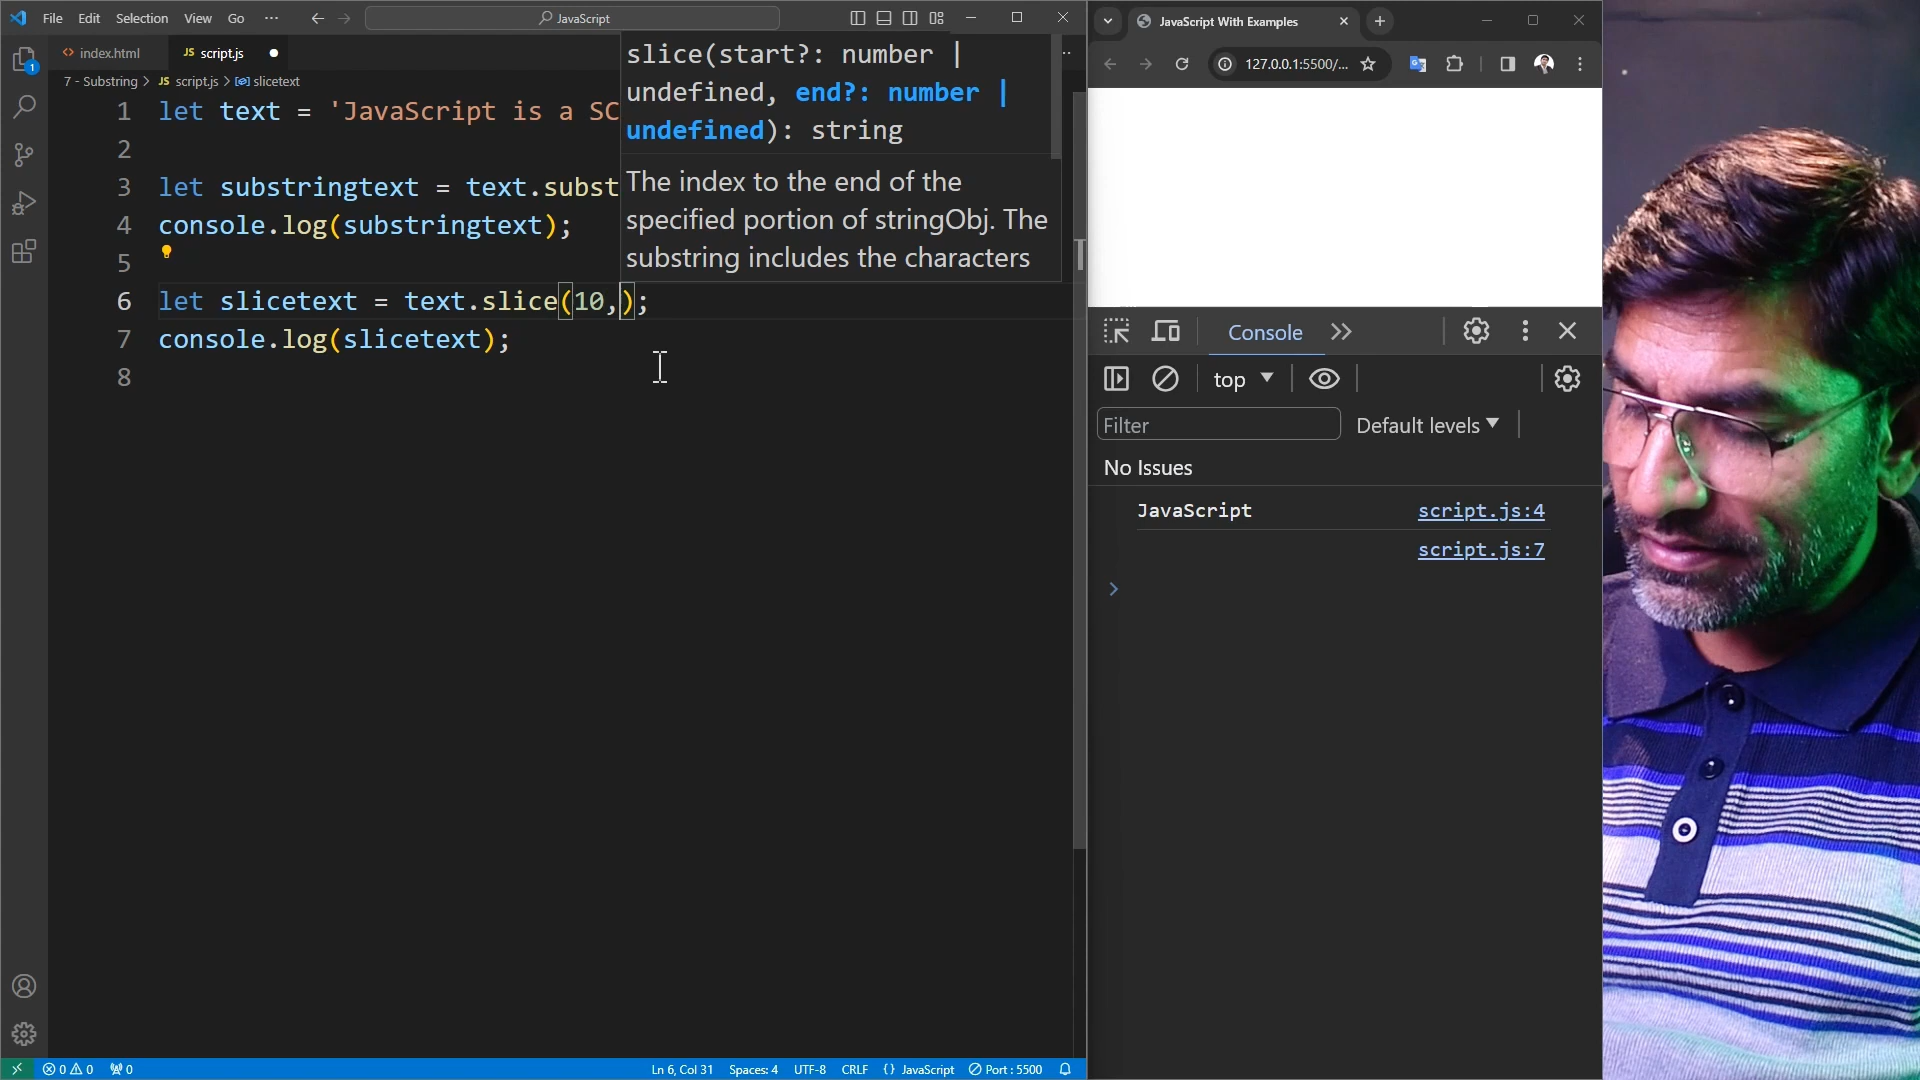 File Edit Selection View Go ··· JavaScript
index.html JS script.js
7 - Substring > JS script.js > slicetext
1 let text = 'JavaScript is a SC
2
3 let substringtext = text.subst
4 console.log(substringtext);
5
6 let slicetext = text.slice(10,);
7 console.log(slicetext);
8
slice(start?: number |
undefined, end?: number |
undefined): string
The index to the end of the
specified portion of stringObj. The
substring includes the characters
1
0 0 0 Ln 6, Col 31 Spaces: 4 UTF-8 CRLF {} JavaScript Port : 5500
JavaScript With Examples
127.0.0.1:5500/...
Console
top
Filter Default levels
No Issues
JavaScript script.js:4
script.js:7